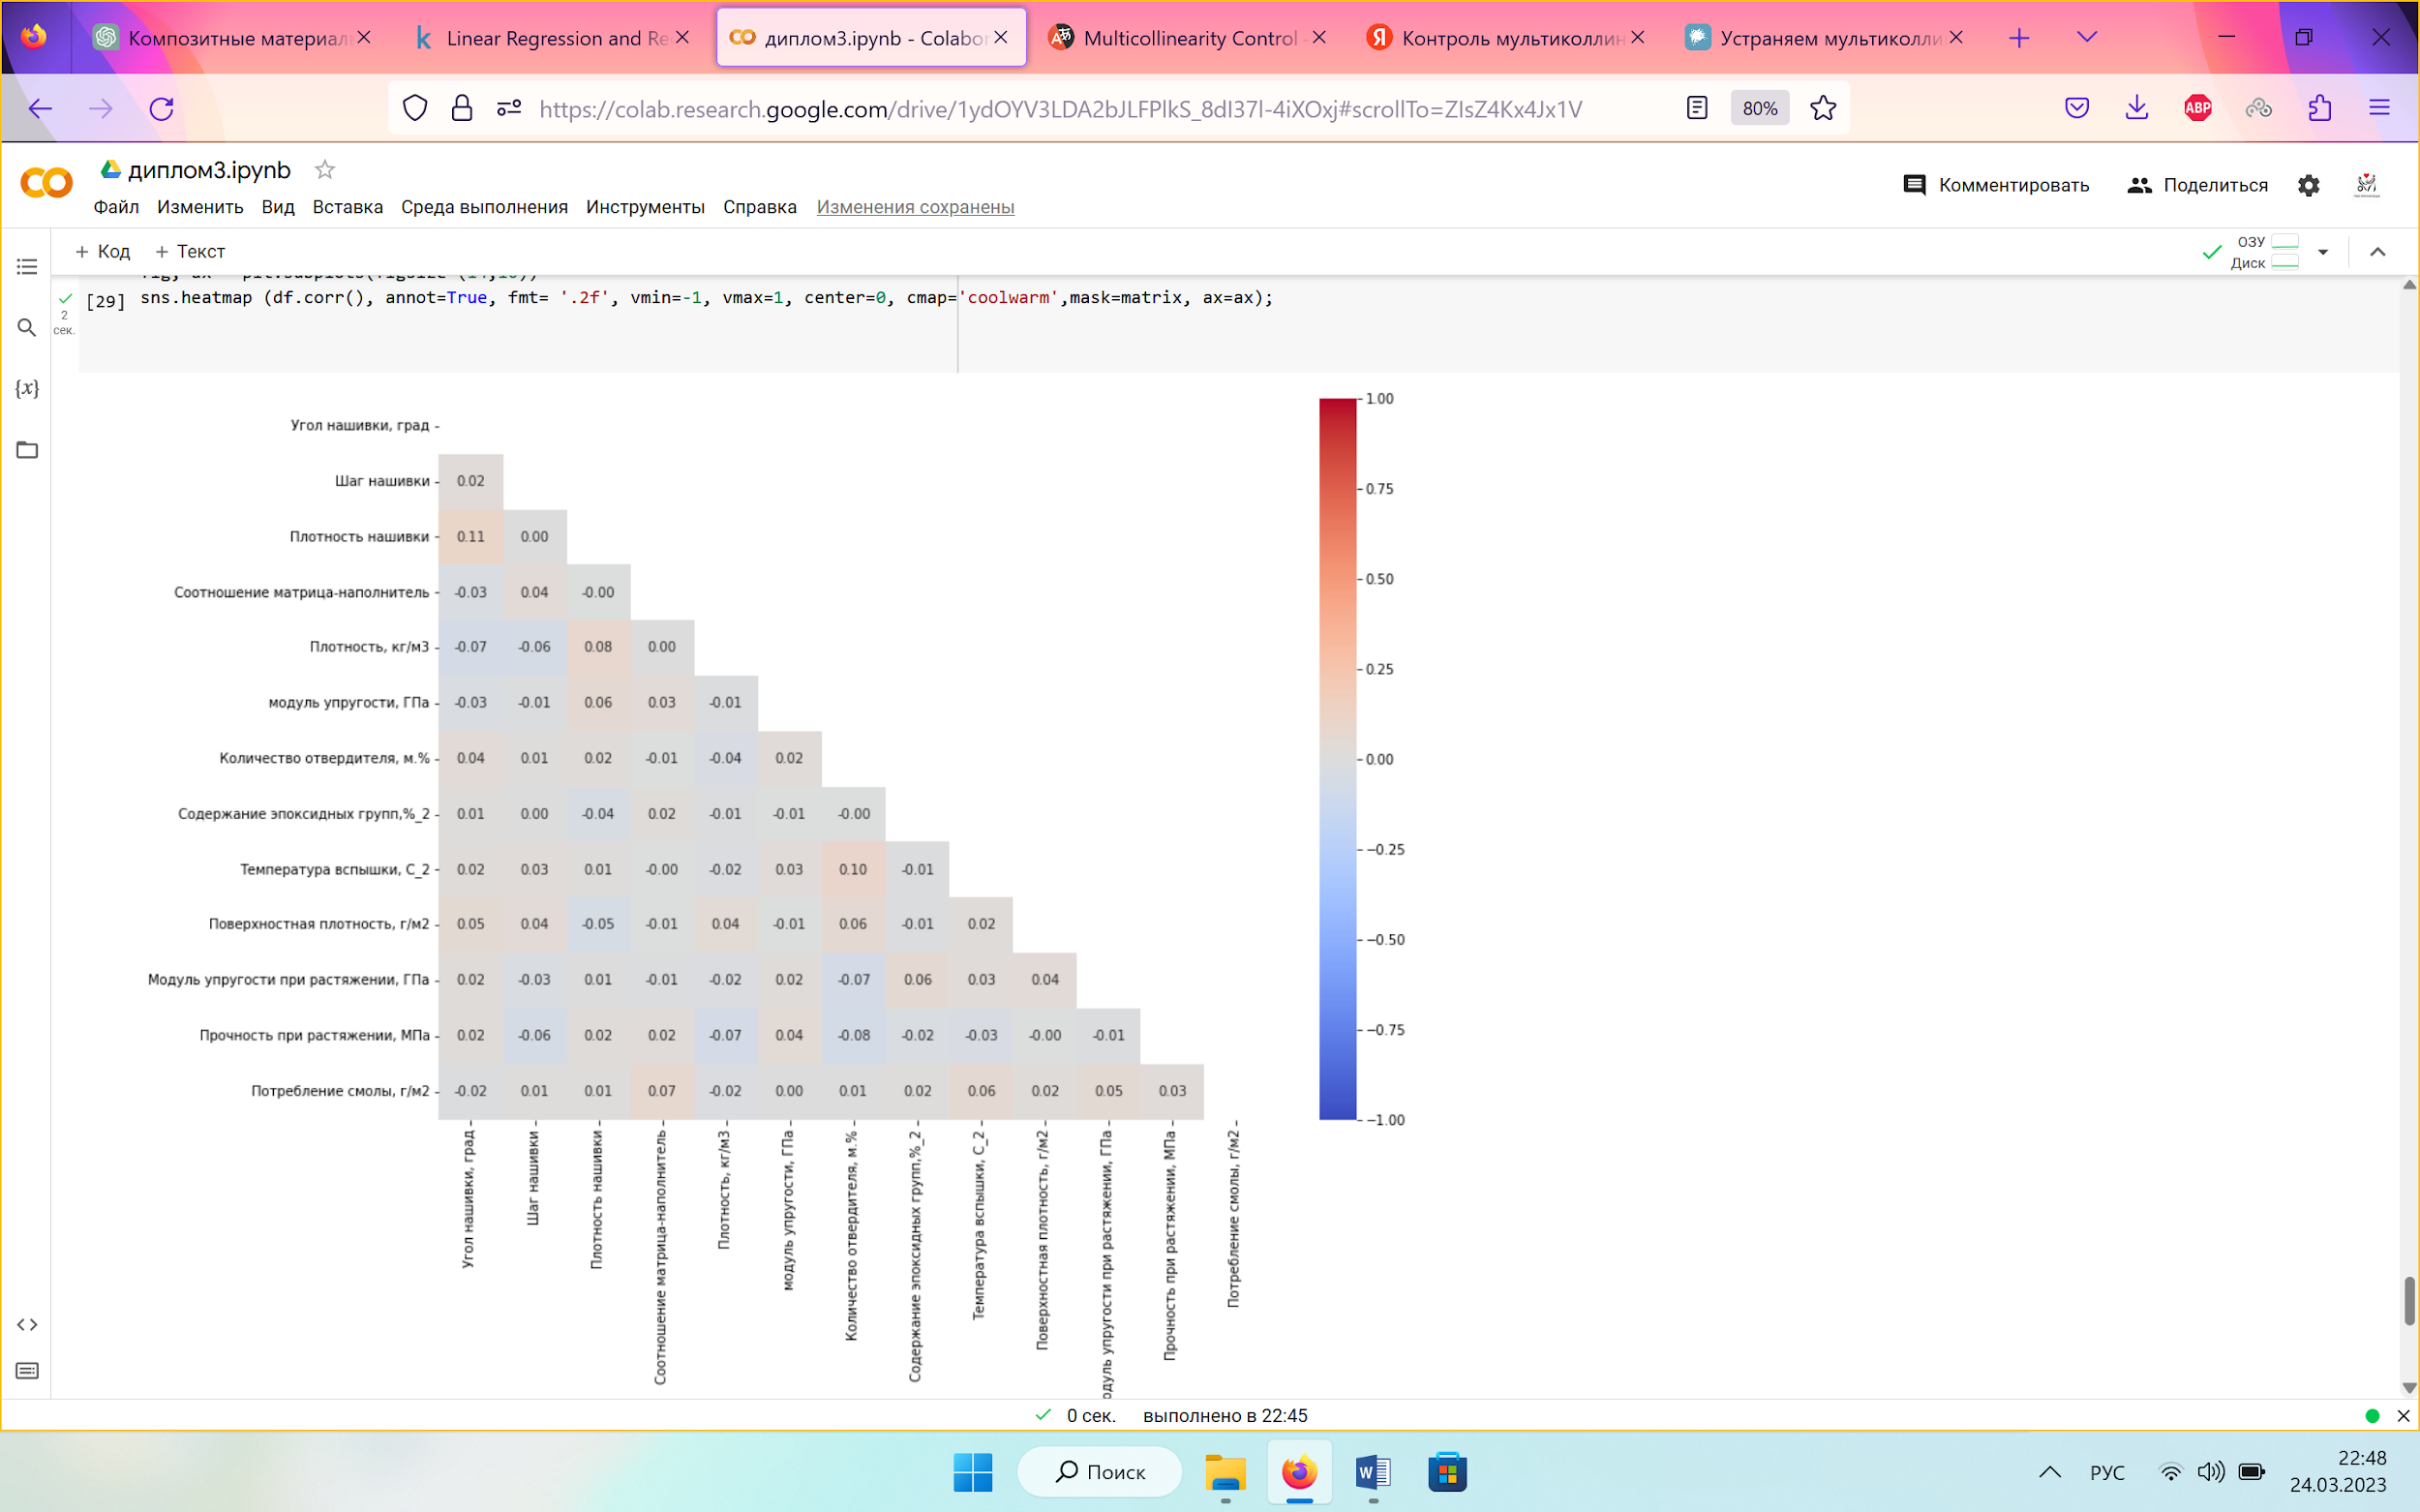 Композитные материал
Linear Regression and Re
диплом3.ipynb - Colabor
Multicollinearity Control -
Контроль мультиколлин
Устраняем мультиколли
https://colab.research.google.com/drive/1ydOYV3LDA2bJLFPlkS_8dI37l-4iXOxj#scrollTo=ZIsZ4Kx4Jx1V
80%
ABP
диплом3.ipynb
Файл Изменить Вид Вставка Среда выполнения Инструменты Справка Изменения сохранены
Комментировать Поделиться
+ Код + Текст
ОЗУ
Диск
[29] sns.heatmap (df.corr(), annot=True, fmt= '.2f', vmin=-1, vmax=1, center=0, cmap='coolwarm',mask=matrix, ax=ax);
2
сек.
{x}
Угол нашивки, град
Шаг нашивки 0.02
Плотность нашивки 0.11 0.00
Соотношение матрица-наполнитель -0.03 0.04 -0.00
Плотность, кг/м3 -0.07 -0.06 0.08 0.00
модуль упругости, ГПа -0.03 -0.01 0.06 0.03 -0.01
Количество отвердителя, м.% 0.04 0.01 0.02 -0.01 -0.04 0.02
Содержание эпоксидных групп,%_2 0.01 0.00 -0.04 0.02 -0.01 -0.01 -0.00
Температура вспышки, С_2 0.02 0.03 0.01 -0.00 -0.02 0.03 0.10 -0.01
Поверхностная плотность, г/м2 0.05 0.04 -0.05 -0.01 0.04 -0.01 0.06 -0.01 0.02
Модуль упругости при растяжении, ГПа 0.02 -0.03 0.01 -0.01 -0.02 0.02 -0.07 0.06 0.03 0.04
Прочность при растяжении, МПа 0.02 -0.06 0.02 0.02 -0.07 0.04 -0.08 -0.02 -0.03 -0.00 -0.01
Потребление смолы, г/м2 -0.02 0.01 0.01 0.07 -0.02 0.00 0.01 0.02 0.06 0.02 0.05 0.03
Угол нашивки, град
Шаг нашивки
Плотность нашивки
Соотношение матрица-наполнитель
Плотность, кг/м3
модуль упругости, ГПа
Количество отвердителя, м.%
Содержание эпоксидных групп,%_2
Температура вспышки, С_2
Поверхностная плотность, г/м2
одуль упругости при растяжении, ГПа
Прочность при растяжении, МПа
Потребление смолы, г/м2
1.00
0.75
0.50
0.25
0.00
−0.25
−0.50
−0.75
−1.00
0 сек. выполнено в 22:45
Поиск
РУС
22:48
24.03.2023